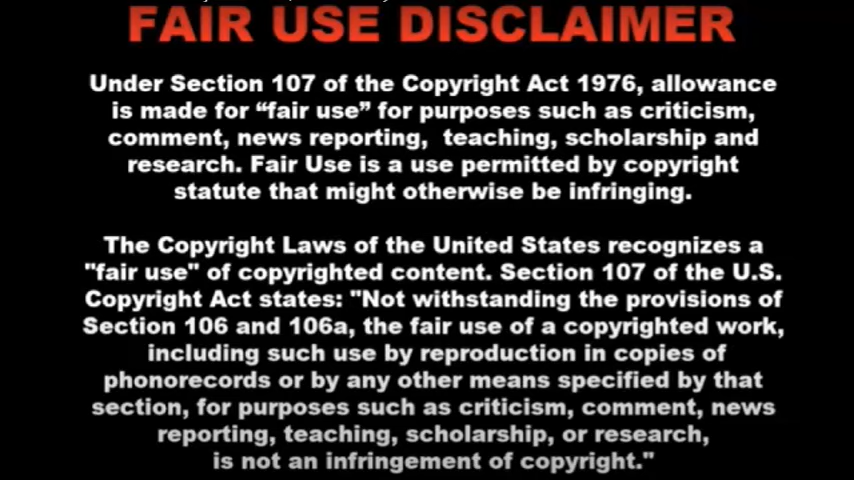 FAIR USE DISCLAIMER
Under Section 107 of the Copyright Act 1976, allowance
is made for “fair use” for purposes such as criticism,
comment, news reporting, teaching, scholarship and
research. Fair Use is a use permitted by copyright
statute that might otherwise be infringing.
The Copyright Laws of the United States recognizes a
"fair use" of copyrighted content. Section 107 of the U.S.
Copyright Act states: "Not withstanding the provisions of
Section 106 and 106a, the fair use of a copyrighted work,
including such use by reproduction in copies of
phonorecords or by any other means specified by that
section, for purposes such as criticism, comment, news
reporting, teaching, scholarship, or research,
is not an infringement of copyright."